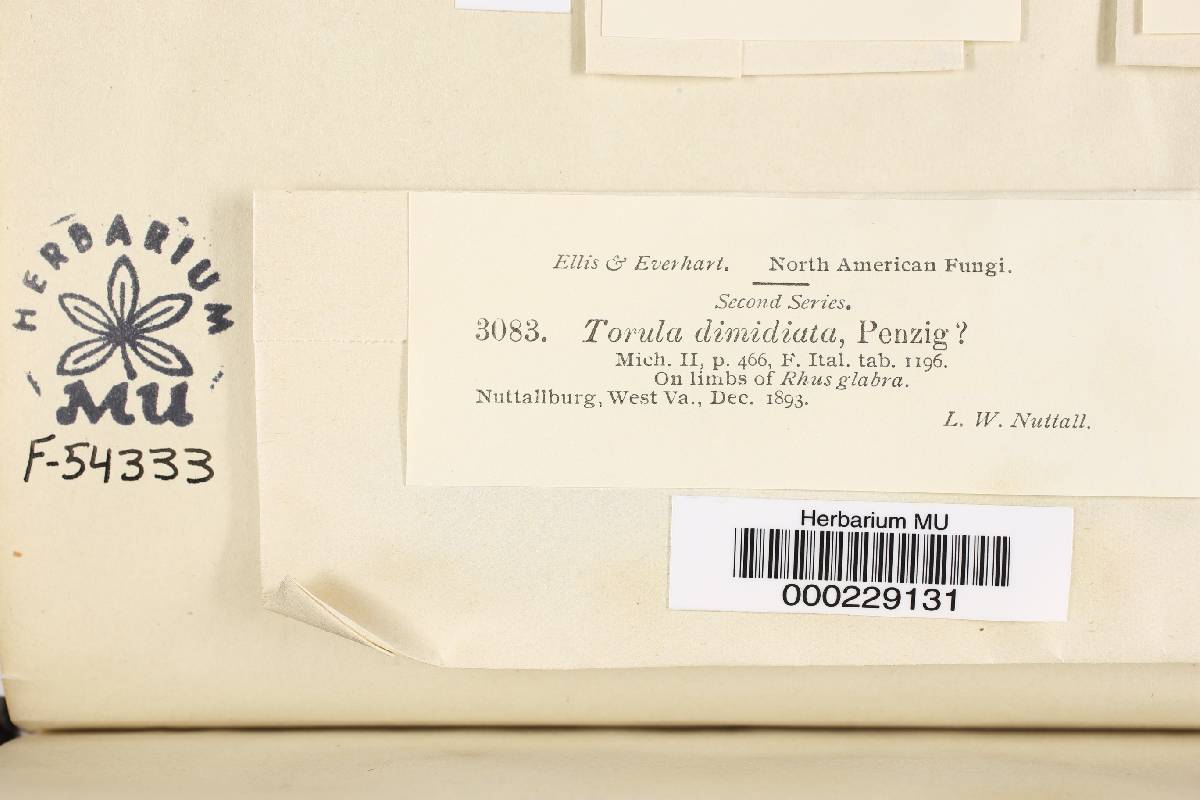 HERBARIUM
MU
F-54333
Ellis & Everhart. North American Fungi.
Second Series.
3083. Torula dimidiata, Penzig?
Mich. II, p. 466, F. Ital. tab. 1196.
On limbs of Rhus glabra.
Nuttallburg, West Va., Dec. 1893.
L. W. Nuttall.
Herbarium MU
000229131